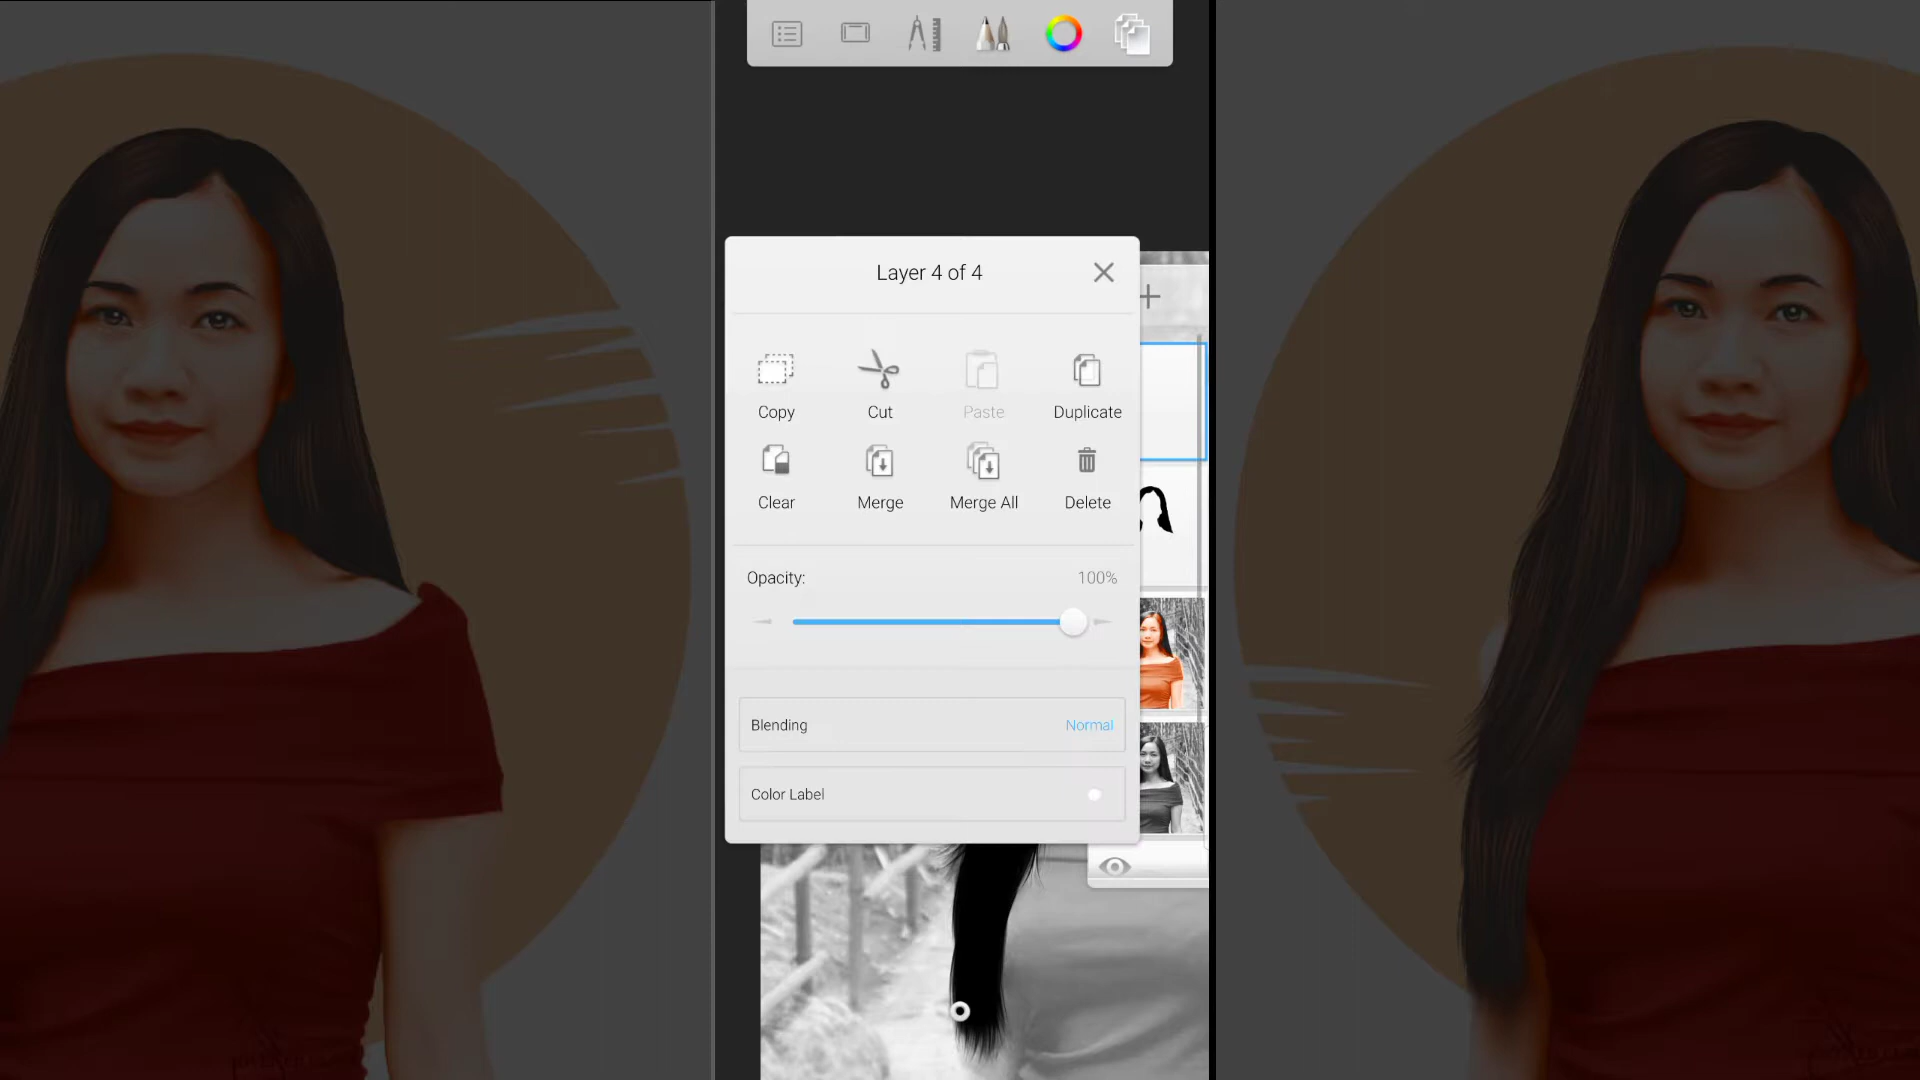 Layer 4 of 4
Copy
Cut
Paste
Duplicate
Clear
Merge
Merge All
Delete
Opacity:
100%
Blending
Normal
Color Label